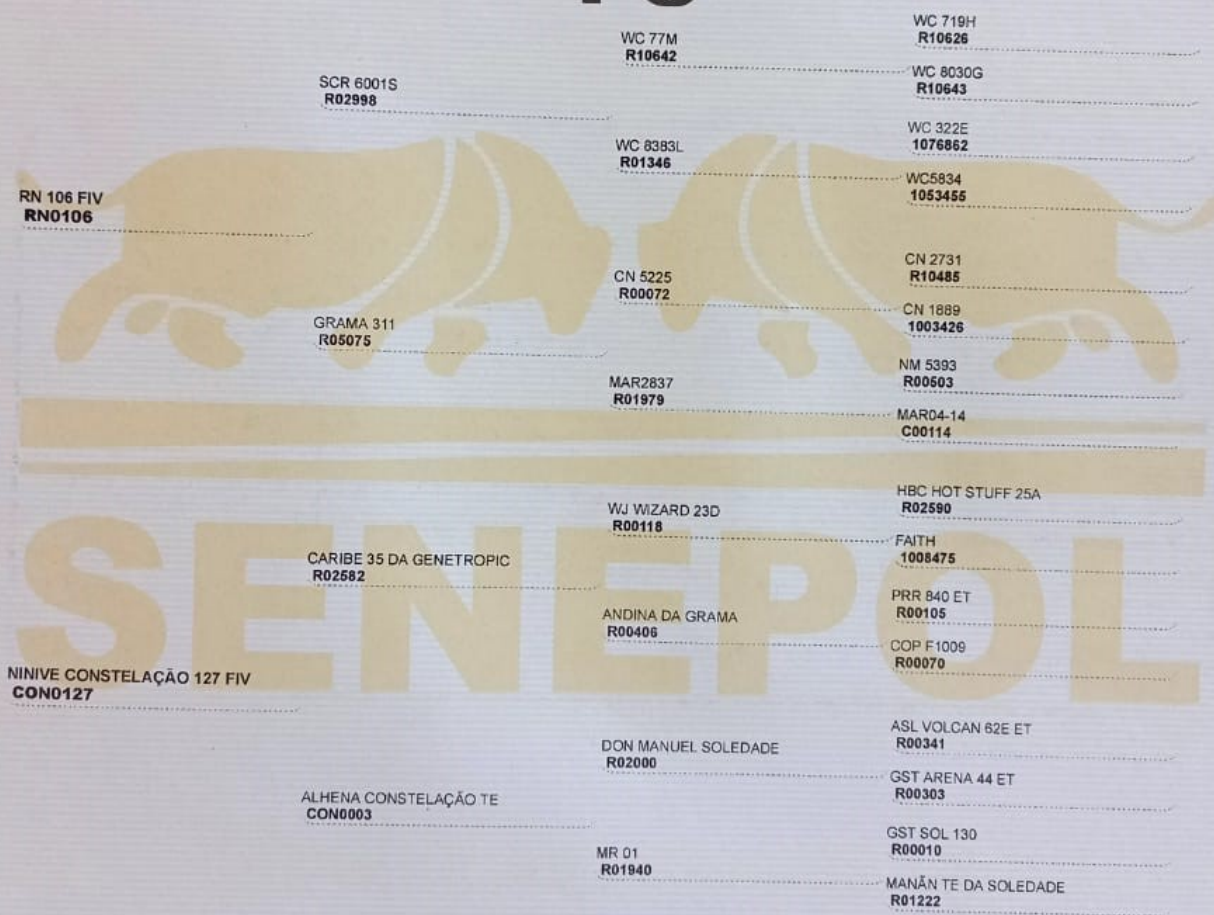 WC 719H
R10626
WC 77M
R10642
WC 8030G
R10643
SCR 6001S
R02998
WC 322E
1076862
WC 8383L
R01346
WC5834
1053455
RN 106 FIV
RN0106
CN 2731
R10485
CN 5225
R00072
CN 1889
1003426
GRAMA 311
R05075
NM 5393
R00503
MAR2837
R01979
MAR04-14
C00114
HBC HOT STUFF 25A
R02590
WJ WIZARD 23D
R00118
FAITH
1008475
CARIBE 35 DA GENETROPIC
R02582
PRR 840 ET
R00105
ANDINA DA GRAMA
R00406
COP F1009
R00070
SENEPOL
NINIVE CONSTELAÇÃO 127 FIV
CON0127
ASL VOLCAN 62E ET
R00341
DON MANUEL SOLEDADE
R02000
GST ARENA 44 ET
R00303
ALHENA CONSTELAÇÃO TE
CON0003
GST SOL 130
R00010
MR 01
R01940
MANÃN TE DA SOLEDADE
R01222